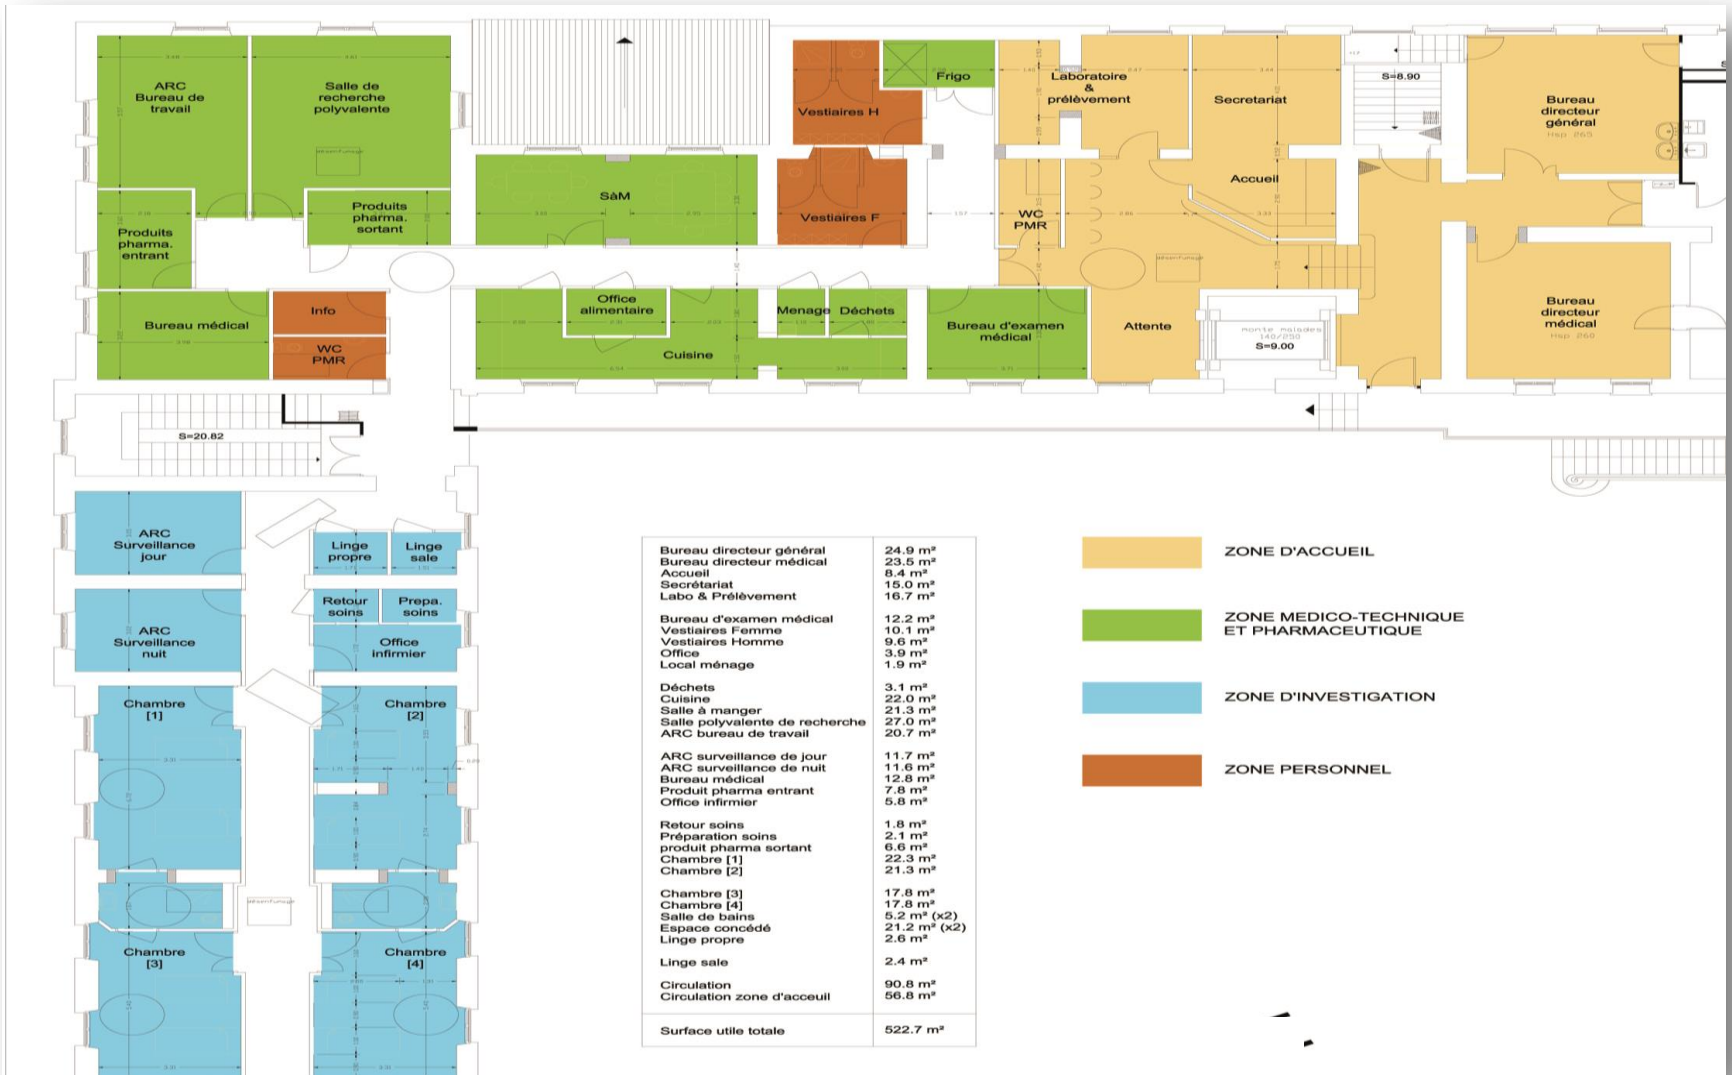 ARC
Bureau de
travail
Salle de
recherche
polyvalente
Produits
pharma.
entrant
Produits
pharma.
sortant
Bureau médical
Info
WC
PMR
SàM
Vestiaires H
Vestiaires F
Frigo
Laboratoire
&
prélèvement
Secretariat
Accueil
WC
PMR
S=8.90
Bureau
directeur
général
Hsp 265
Office
alimentaire
Menage
Déchets
Cuisine
Bureau d'examen
médical
Attente
monte malades
140/250
S=9.00
Bureau
directeur
médical
Hsp 260
désenfumage
désenfumage
S=20.82
ARC
Surveillance
jour
Linge
propre
Linge
sale
ARC
Surveillance
nuit
Retour
soins
Prepa.
soins
Office
infirmier
Chambre
[1]
Chambre
[2]
désenfumage
Chambre
[3]
Chambre
[4]
Bureau directeur général 24.9 m²
Bureau directeur médical 23.5 m²
Accueil 8.4 m²
Secrétariat 15.0 m²
Labo & Prélèvement 16.7 m²
Bureau d'examen médical 12.2 m²
Vestiaires Femme 10.1 m²
Vestiaires Homme 9.6 m²
Office 3.9 m²
Local ménage 1.9 m²
Déchets 3.1 m²
Cuisine 22.0 m²
Salle à manger 21.3 m²
Salle polyvalente de recherche 27.0 m²
ARC bureau de travail 20.7 m²
ARC surveillance de jour 11.7 m²
ARC surveillance de nuit 11.6 m²
Bureau médical 12.8 m²
Produit pharma entrant 7.8 m²
Office infirmier 5.8 m²
Retour soins 1.8 m²
Préparation soins 2.1 m²
produit pharma sortant 6.6 m²
Chambre [1] 22.3 m²
Chambre [2] 21.3 m²
Chambre [3] 17.8 m²
Chambre [4] 17.8 m²
Salle de bains 5.2 m² (x2)
Espace concédé 21.2 m² (x2)
Linge propre 2.6 m²
Linge sale 2.4 m²
Circulation 90.8 m²
Circulation zone d'acceuil 56.8 m²
Surface utile totale 522.7 m²
ZONE D'ACCUEIL
ZONE MEDICO-TECHNIQUE
ET PHARMACEUTIQUE
ZONE D'INVESTIGATION
ZONE PERSONNEL